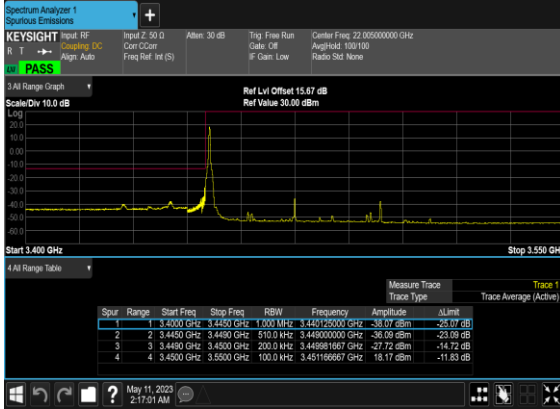 Spectrum Analyzer 1
Spurious Emissions
+
KEYSIGHT Input: RF Input Z: 50 Ω Atten: 30 dB Trig: Free Run Center Freq: 22.005000000 GHz
R T Coupling: DC Corr CCorr Gate: Off Avg|Hold: 100/100
Align: Auto Freq Ref: Int (S) IF Gain: Low Radio Std: None
PASS
3 All Range Graph
Ref Lvl Offset 15.67 dB
Scale/Div 10.0 dB Ref Value 30.00 dBm
Log
20.0
10.0
0.00
-10.0
-20.0
-30.0
-40.0
-50.0
-60.0
Start 3.400 GHz Stop 3.550 GH
4 All Range Table
Measure Trace Trace 1
Trace Type Trace Average (Active)
Spur Range Start Freq Stop Freq RBW Frequency Amplitude ΔLimit
1 1 3.4000 GHz 3.4450 GHz 1.000 MHz 3.440125000 GHz -38.07 dBm -25.07 dB
2 2 3.4450 GHz 3.4490 GHz 510.0 kHz 3.449000000 GHz -36.09 dBm -23.09 dB
3 3 3.4490 GHz 3.4500 GHz 200.0 kHz 3.449981667 GHz -27.72 dBm -14.72 dB
4 4 3.4500 GHz 3.5500 GHz 100.0 kHz 3.451166667 GHz 18.17 dBm -11.83 dB
? May 11, 2023
2:17:01 AM